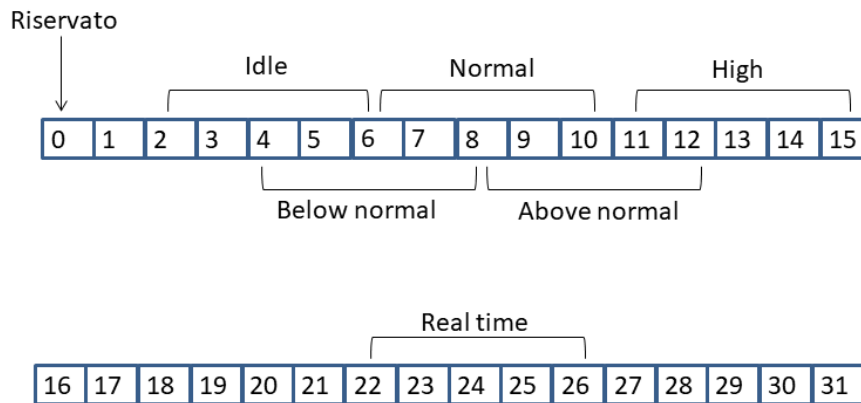 Riservato
Idle Normal High
0 1 2 3 4 5 6 7 8 9 10 11 12 13 14 15
Below normal Above normal
Real time
16 17 18 19 20 21 22 23 24 25 26 27 28 29 30 31